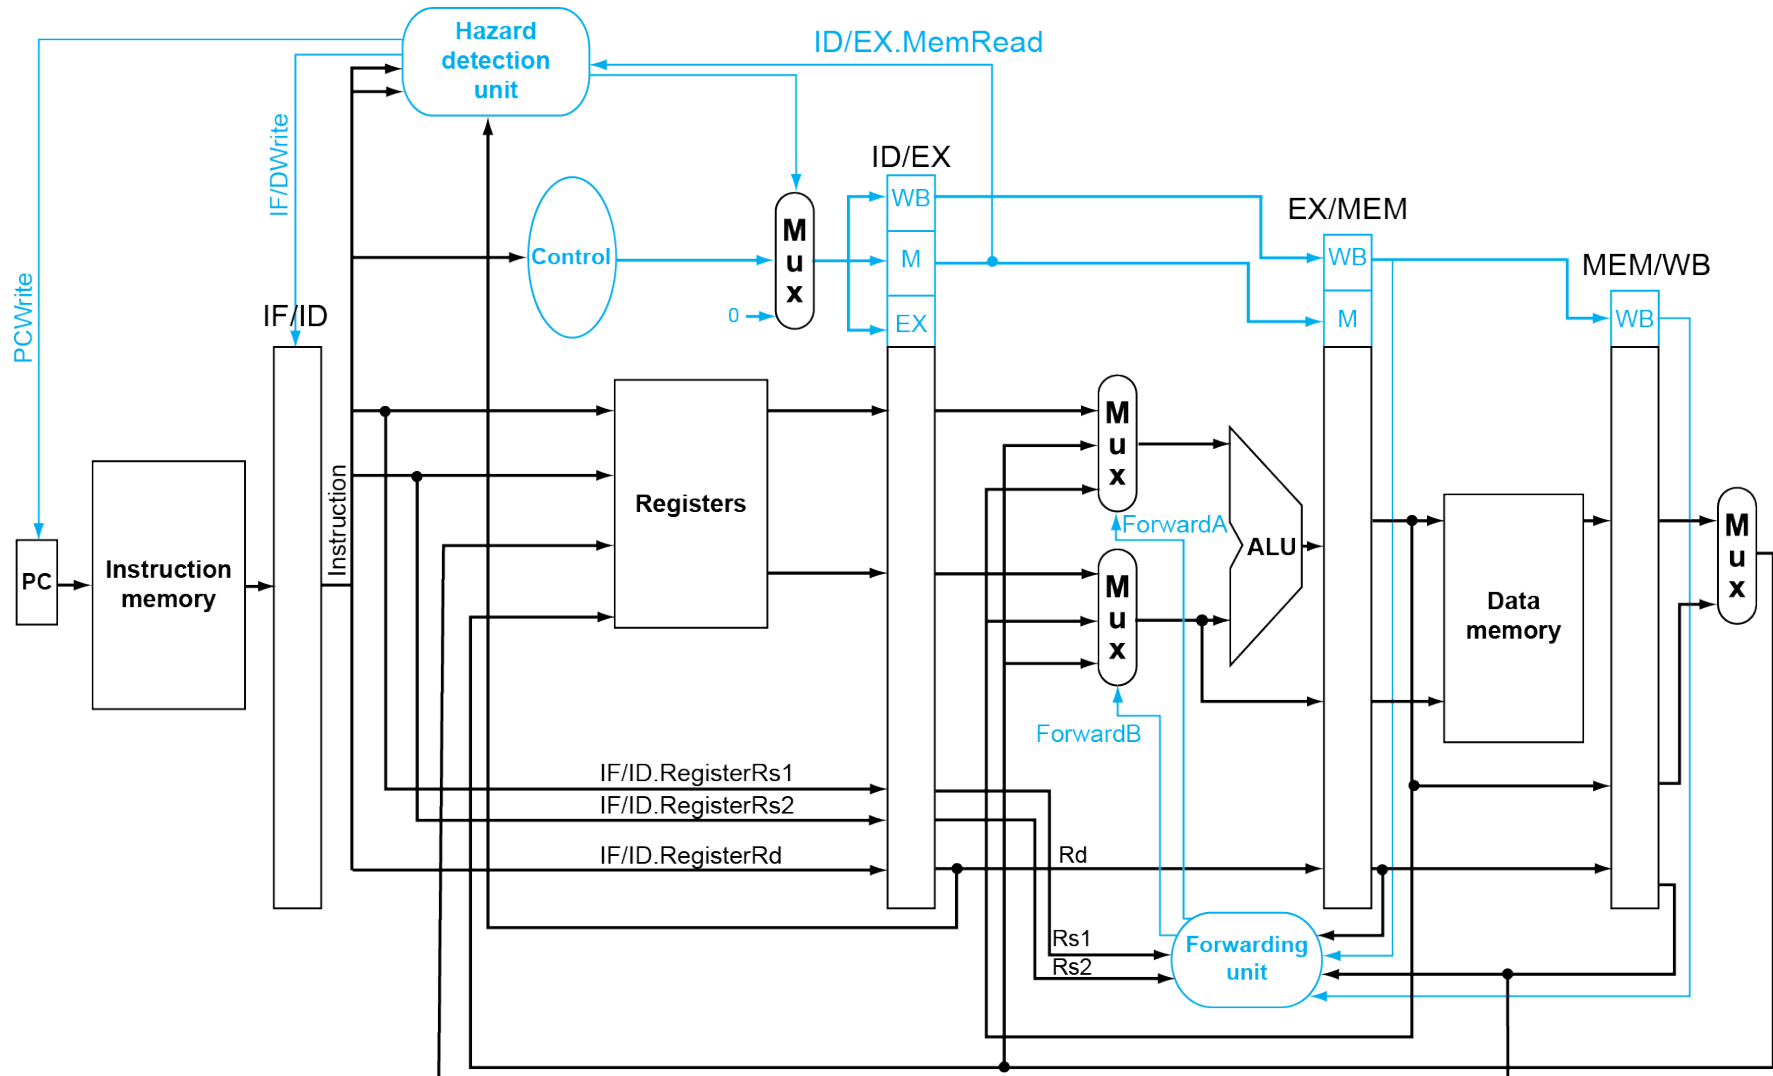 Hazard
detection
unit
ID/EX.MemRead
IF/DWrite
PCWrite
ID/EX
WB
M
EX
Control
M
u
x
0
EX/MEM
WB
M
MEM/WB
WB
IF/ID
Instruction
PC
Instruction
memory
Registers
M
u
x
ForwardA
M
u
x
ForwardB
ALU
Data
memory
M
u
x
IF/ID.RegisterRs1
IF/ID.RegisterRs2
IF/ID.RegisterRd
Rd
Rs1
Rs2
Forwarding
unit